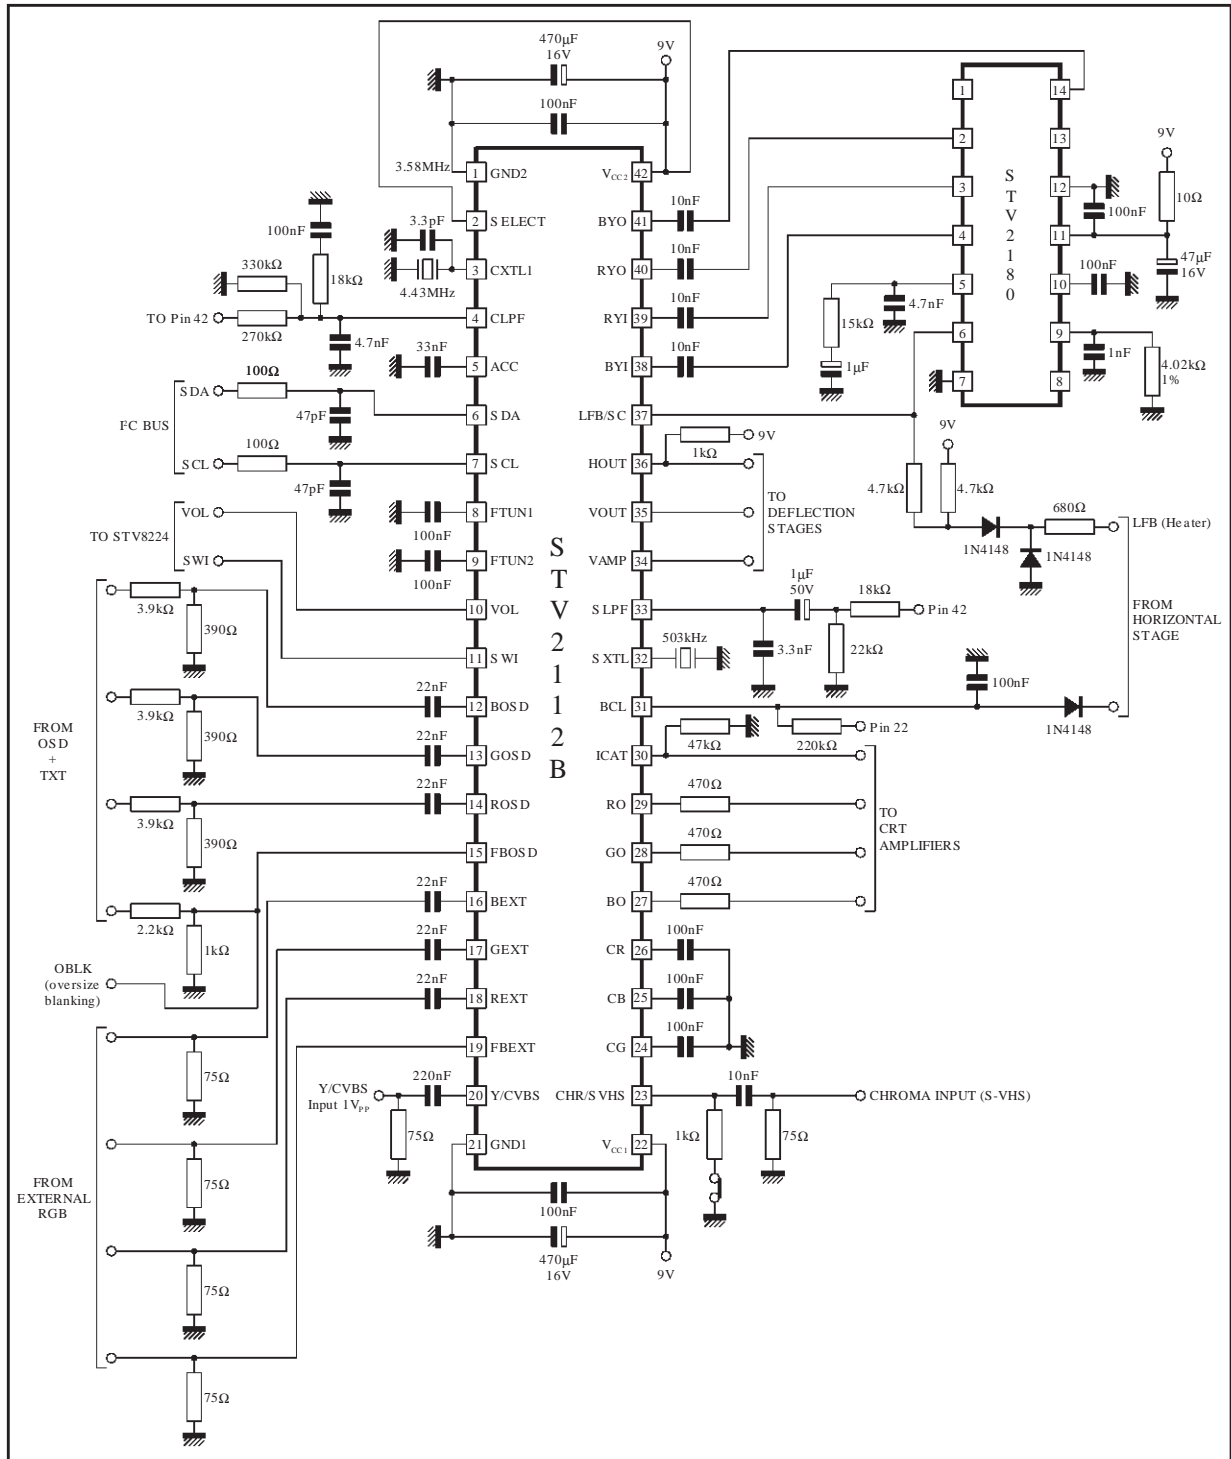 470µF
16V
9V
100nF
3.58MHz
1 GND2
2 SELECT
3.3pF
3 CXTL1
4.43MHz
100nF
330kΩ
18kΩ
TO Pin 42
270kΩ
4 CLPF
4.7nF
33nF
5 ACC
100Ω
SDA
6 SDA
47pF
I²C BUS
100Ω
SCL
7 SCL
47pF
VOL
8 FTUN1
100nF
TO STV8224
SWI
9 FTUN2
100nF
3.9kΩ
390Ω
10 VOL
11 SWI
22nF
12 BOSD
FROM
OSD
+
TXT
3.9kΩ
390Ω
22nF
13 GOSD
22nF
14 ROSD
3.9kΩ
390Ω
15 FBOSD
22nF
16 BEXT
2.2kΩ
1kΩ
22nF
17 GEXT
OBLK
(oversize
blanking)
22nF
18 REXT
19 FBEXT
75Ω
Y/CVBS
Input 1VPP
220nF
20 Y/CVBS
75Ω
21 GND1
75Ω
FROM
EXTERNAL
RGB
75Ω
75Ω
100nF
470µF
16V
9V
STV2112B
VCC2 42
BYO 41
10nF
RYO 40
10nF
RYI 39
10nF
BYI 38
10nF
LFB/SC 37
HOUT 36
1kΩ
9V
VOUT 35
TO
DEFLECTION
STAGES
VAMP 34
SLPF 33
1µF
50V
18kΩ
Pin 42
3.3nF
22kΩ
SXTL 32
503kHz
BCL 31
100nF
1N4148
Pin 22
220kΩ
47kΩ
ICAT 30
470Ω
RO 29
TO
CRT
AMPLIFIERS
470Ω
GO 28
470Ω
BO 27
100nF
CR 26
100nF
CB 25
100nF
CG 24
10nF
CHR/SVHS 23
CHROMA INPUT (S-VHS)
1kΩ
75Ω
VCC1 22
STV2180
1
2
3
4
5
6
7
14
13
12
11
10
9
8
9V
10Ω
100nF
47µF
16V
100nF
4.7nF
15kΩ
1µF
1nF
4.02kΩ
1%
9V
4.7kΩ
4.7kΩ
680Ω
LFB (Heater)
1N4148
1N4148
FROM
HORIZONTAL
STAGE